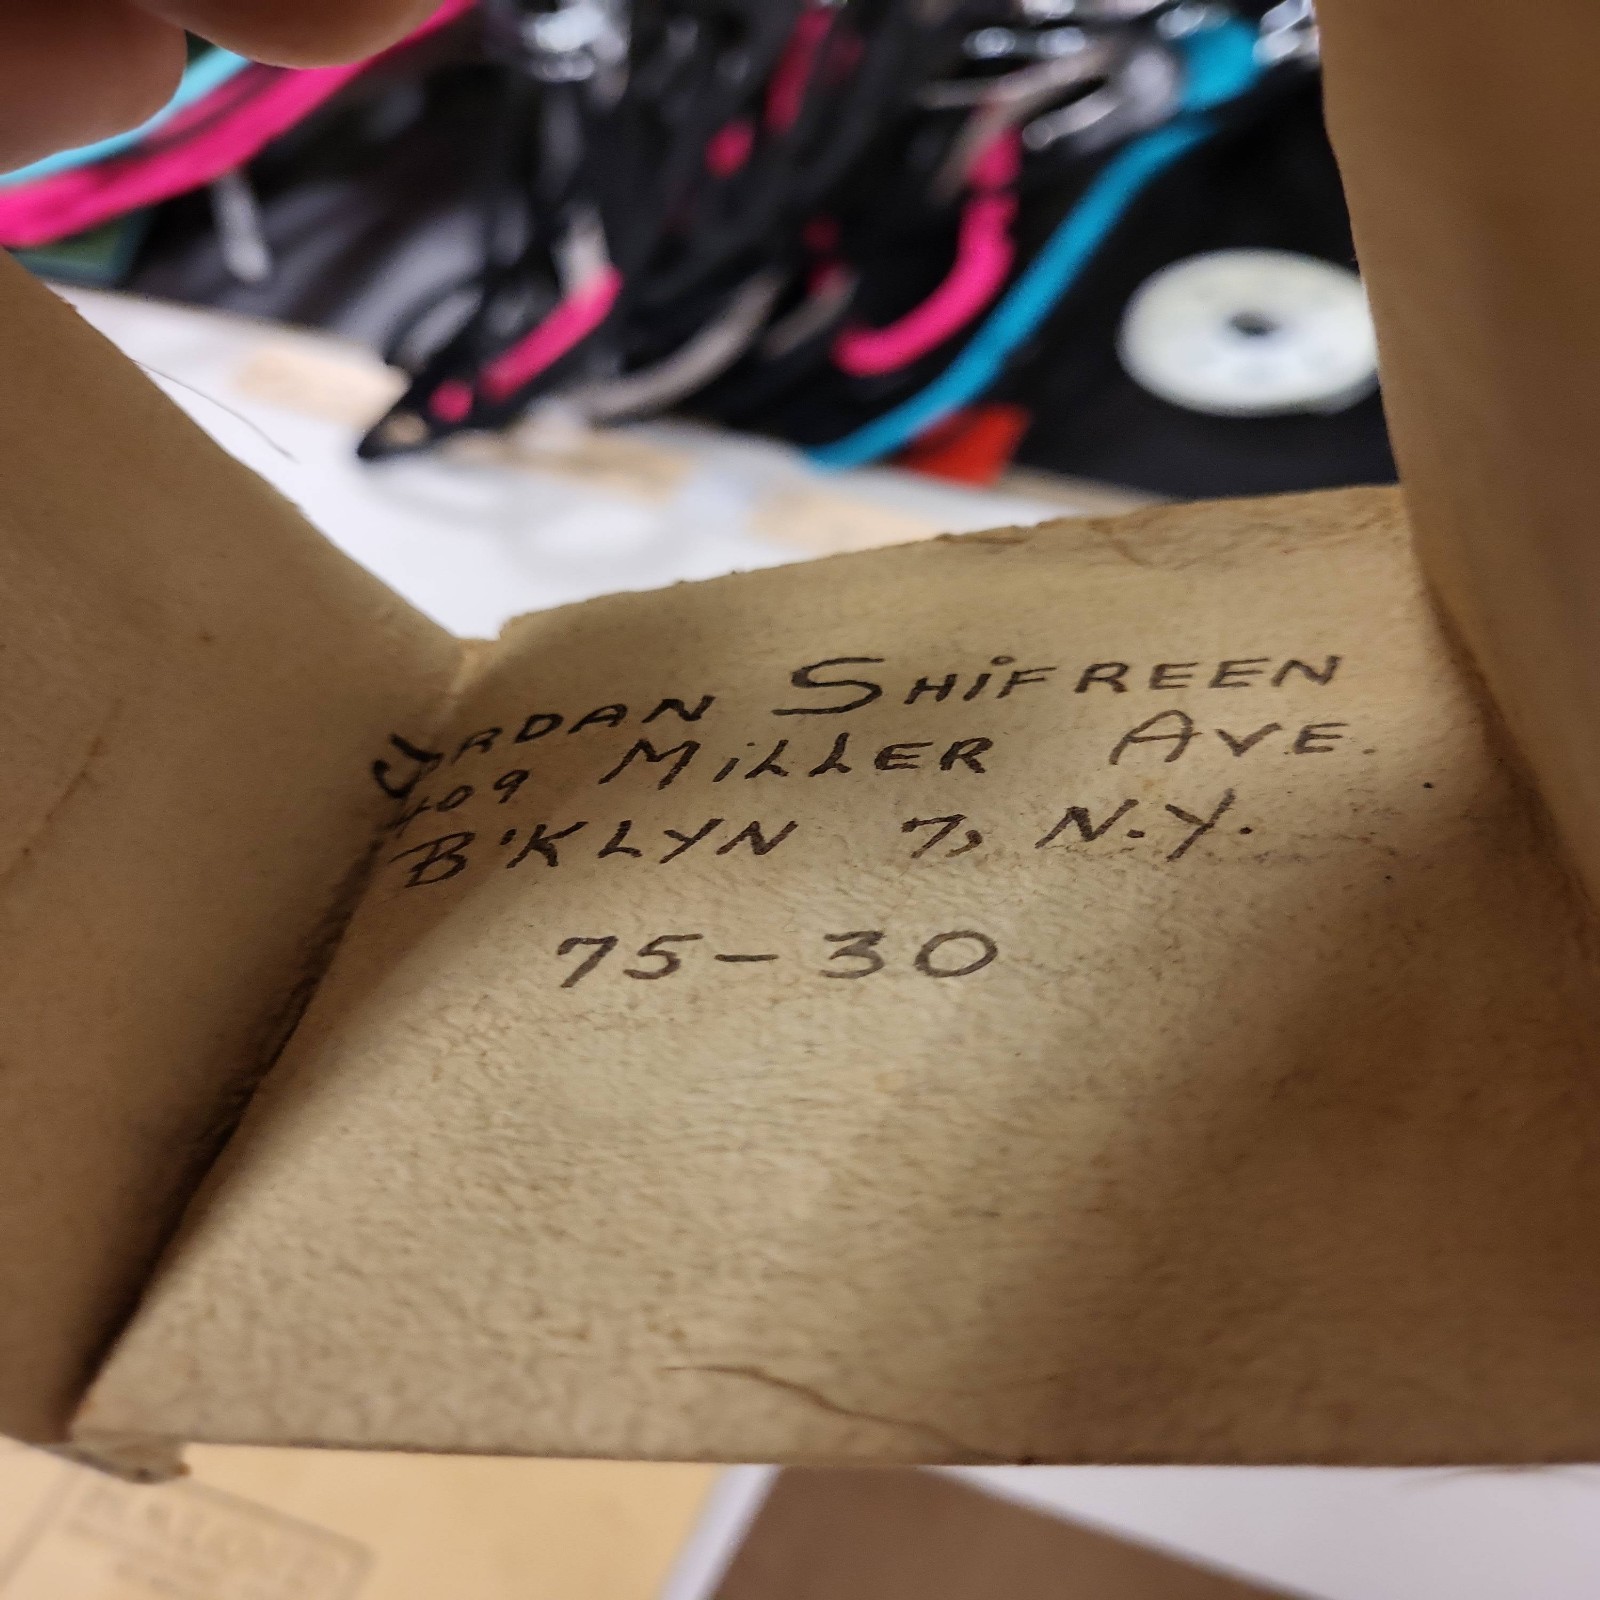 JORDAN SHIFREEN
409 MILLER AVE.
B'KLYN 7, N.Y.
75-30